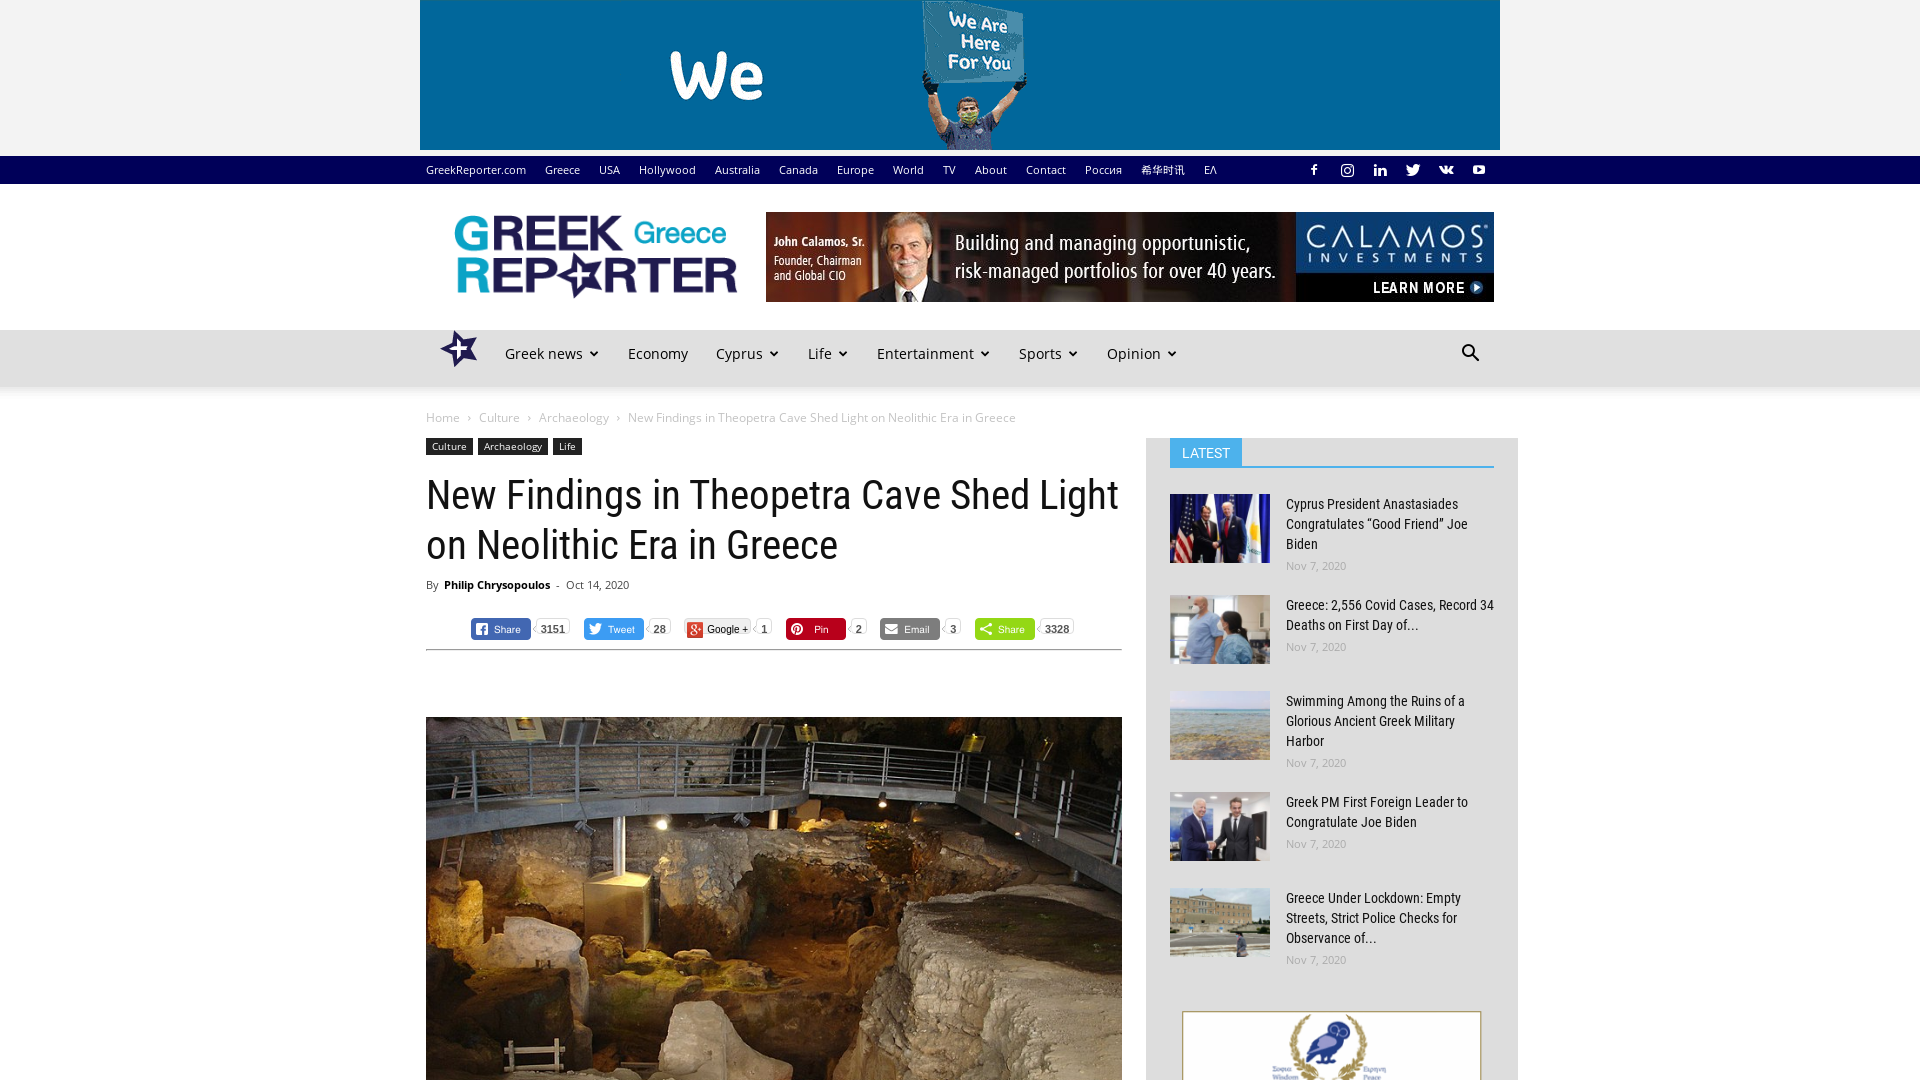 We
We Are
Here
For You
GreekReporter.com Greece USA Hollywood Australia Canada Europe World TV About Contact Россия 希华时讯 ΕΛ
GREEK Greece
REPORTER
John Calamos, Sr.
Founder, Chairman
and Global CIO
Building and managing opportunistic,
risk-managed portfolios for over 40 years.
CALAMOS®
INVESTMENTS
LEARN MORE
Greek news Economy Cyprus Life Entertainment Sports Opinion
Home › Culture › Archaeology › New Findings in Theopetra Cave Shed Light on Neolithic Era in Greece
Culture Archaeology Life
New Findings in Theopetra Cave Shed Light
on Neolithic Era in Greece
By Philip Chrysopoulos - Oct 14, 2020
Share 3151 Tweet 28 Google + 1 Pin 2 Email 3 Share 3328
LATEST
Cyprus President Anastasiades
Congratulates “Good Friend” Joe
Biden
Nov 7, 2020
Greece: 2,556 Covid Cases, Record 34
Deaths on First Day of...
Nov 7, 2020
Swimming Among the Ruins of a
Glorious Ancient Greek Military
Harbor
Nov 7, 2020
Greek PM First Foreign Leader to
Congratulate Joe Biden
Nov 7, 2020
Greece Under Lockdown: Empty
Streets, Strict Police Checks for
Observance of...
Nov 7, 2020
Σοφία Ειρήνη
Wisdom Peace